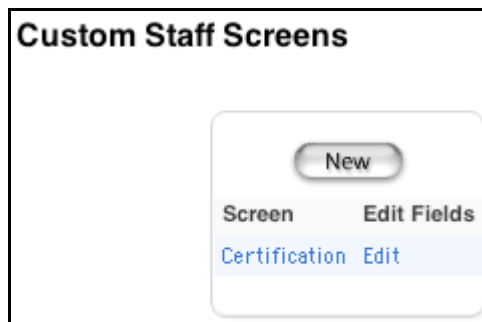 Custom Staff Screens
New
Screen Edit Fields
Certification Edit